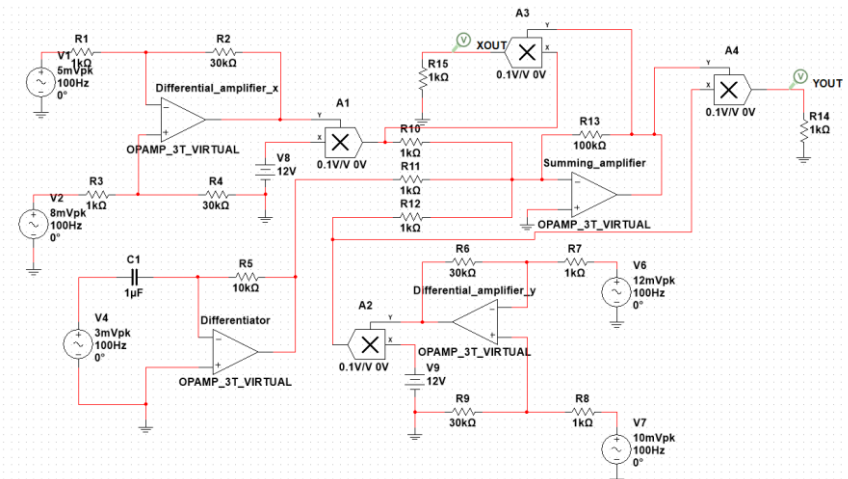 R1
1kΩ
V1
5mVpk
100Hz
0°
R2
30kΩ
Differential_amplifier_x
OPAMP_3T_VIRTUAL
A1
Y
X
0.1V/V 0V
V8
12V
R3
1kΩ
R4
30kΩ
V2
8mVpk
100Hz
0°
C1
1µF
R5
10kΩ
V4
3mVpk
100Hz
0°
Differentiator
OPAMP_3T_VIRTUAL
A3
Y
X
0.1V/V 0V
V
XOUT
R15
1kΩ
R10
1kΩ
R11
1kΩ
R12
1kΩ
R13
100kΩ
Summing_amplifier
OPAMP_3T_VIRTUAL
A4
Y
X
0.1V/V 0V
V
YOUT
R14
1kΩ
R6
30kΩ
R7
1kΩ
V6
12mVpk
100Hz
0°
Differential_amplifier_y
OPAMP_3T_VIRTUAL
A2
Y
X
0.1V/V 0V
V9
12V
R9
30kΩ
R8
1kΩ
V7
10mVpk
100Hz
0°